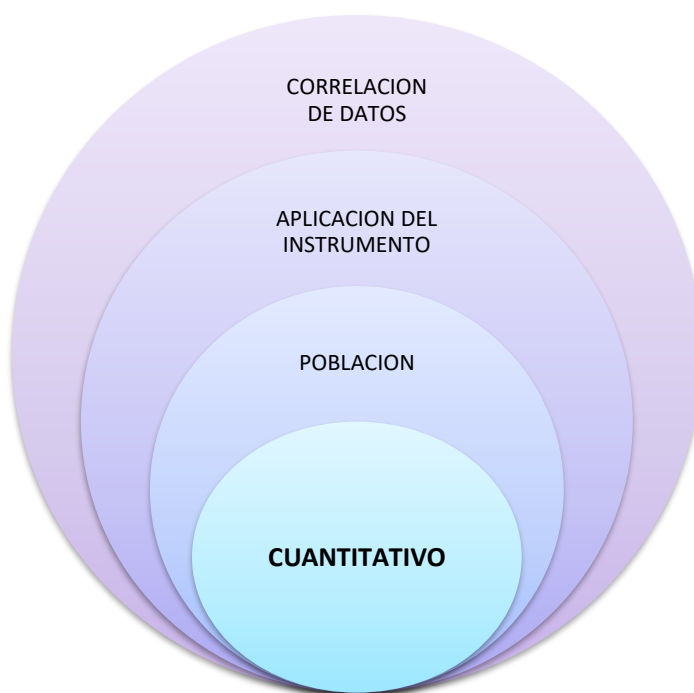 CORRELACION
DE DATOS
APLICACION DEL
INSTRUMENTO
POBLACION
CUANTITATIVO